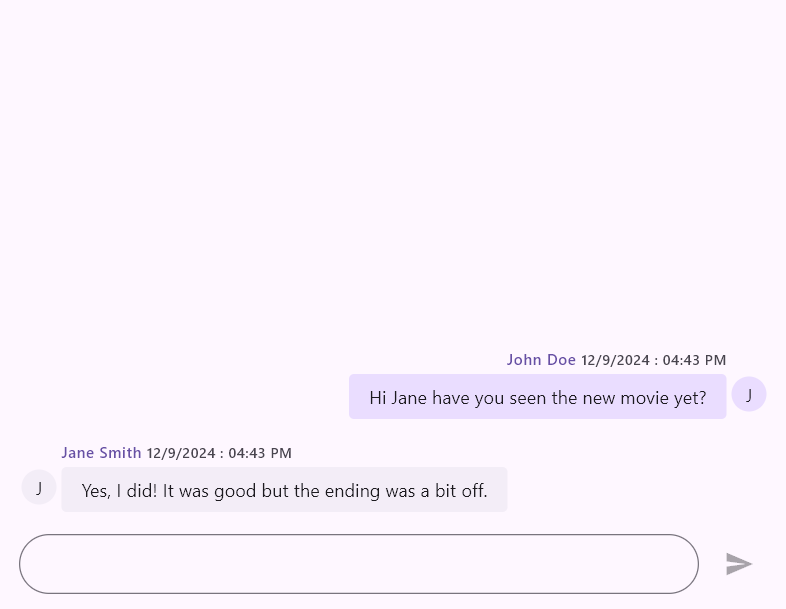 John Doe 12/9/2024 : 04:43 PM
Hi Jane have you seen the new movie yet?
J
Jane Smith 12/9/2024 : 04:43 PM
J
Yes, I did! It was good but the ending was a bit off.